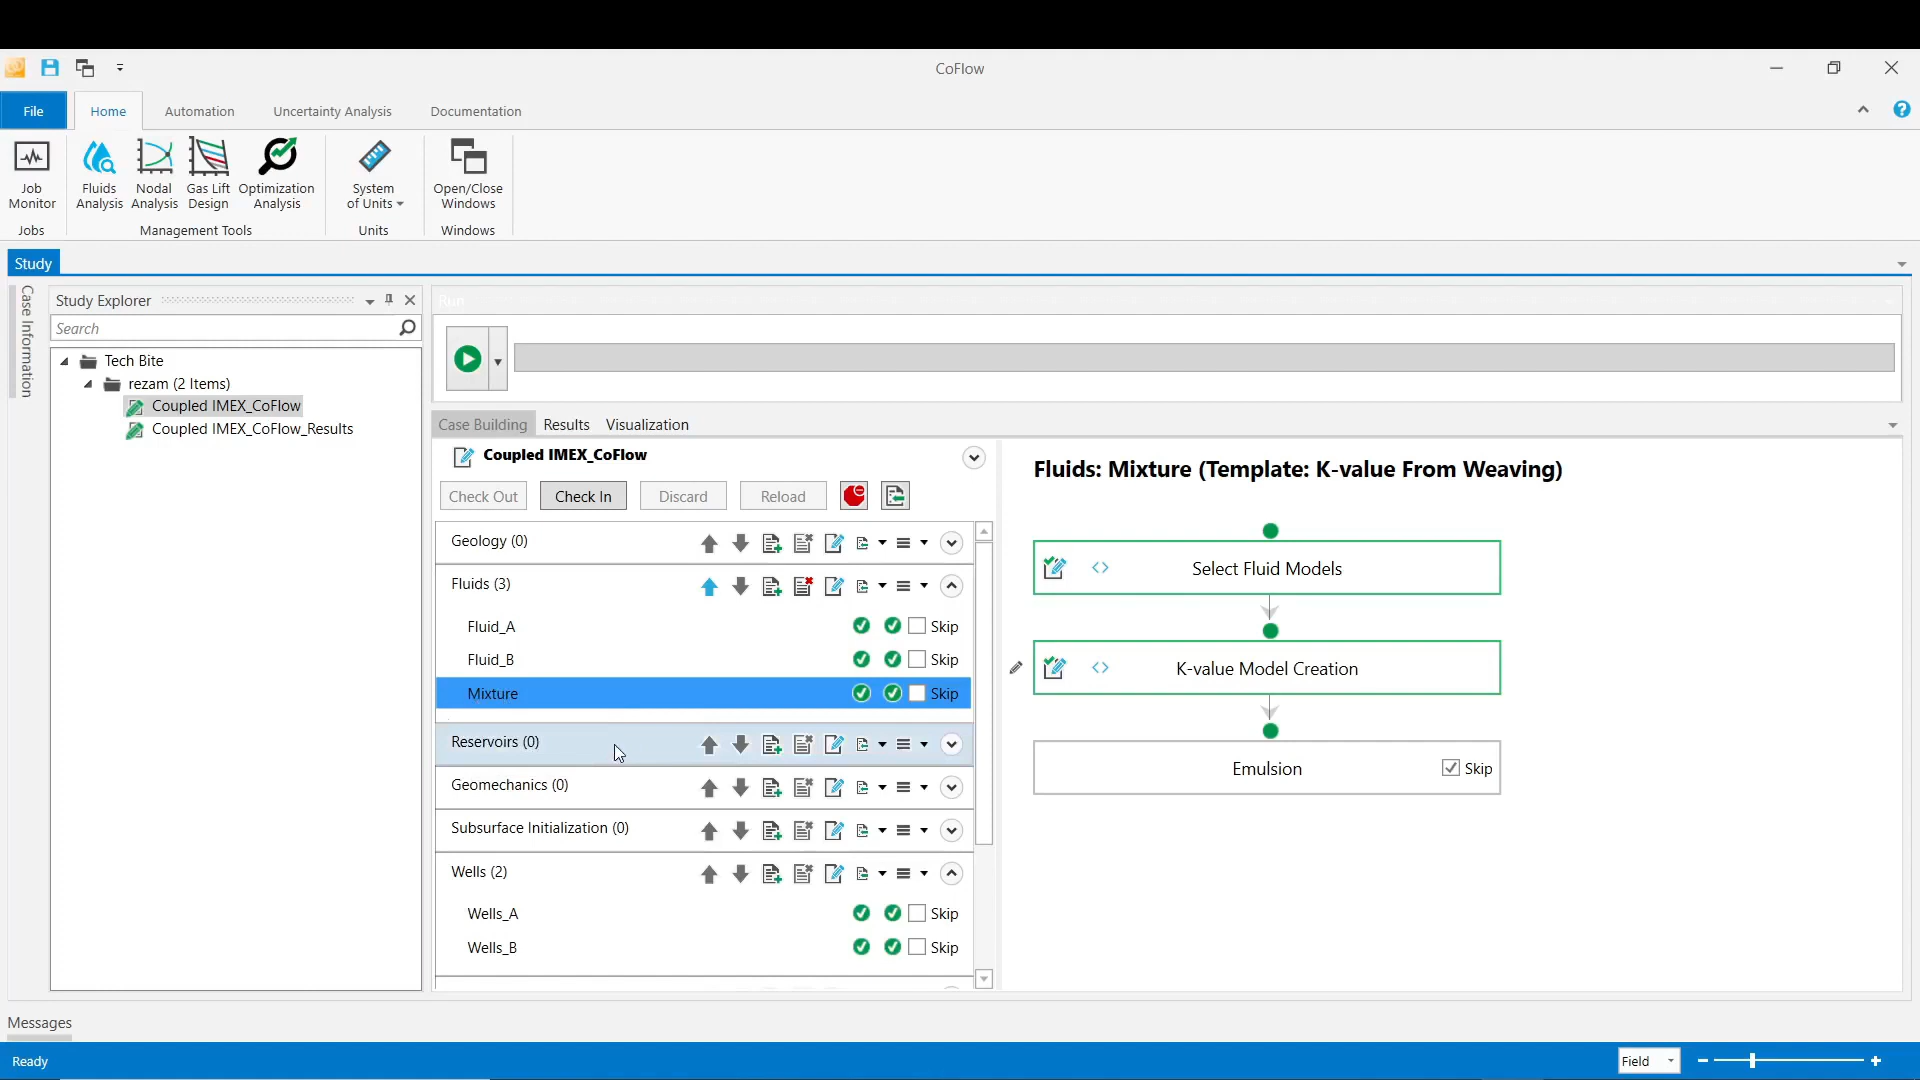 CoFlow
File
Home
Automation
Uncertainty Analysis
Documentation
Job
Monitor
Fluids
Analysis
Nodal
Analysis
Gas Lift
Design
Optimization
Analysis
System
of Units
Open/Close
Windows
Jobs
Management Tools
Units
Windows
Study
Case Information
Study Explorer
Search
Tech Bite
rezam (2 Items)
Coupled IMEX_CoFlow
Coupled IMEX_CoFlow_Results
Run
Case Building
Results
Visualization
Coupled IMEX_CoFlow
Check Out
Check In
Discard
Reload
Geology (0)
Fluids (3)
Fluid_A
Skip
Fluid_B
Skip
Mixture
Skip
Reservoirs (0)
Geomechanics (0)
Subsurface Initialization (0)
Wells (2)
Wells_A
Skip
Wells_B
Skip
Fluids: Mixture (Template: K-value From Weaving)
Select Fluid Models
K-value Model Creation
Emulsion
Skip
Messages
Ready
Field